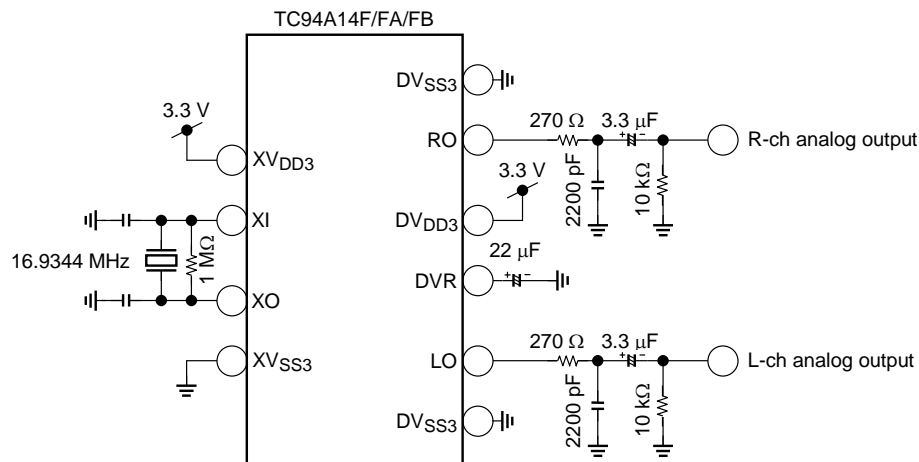 TC94A14F/FA/FB
DVSS3
3.3 V
270 Ω
3.3 μF
RO
R-ch analog output
XVDD3
2200 pF
10 kΩ
3.3 V
XI
DVDD3
16.9344 MHz
1 MΩ
22 μF
DVR
XO
270 Ω
3.3 μF
XVSS3
LO
L-ch analog output
2200 pF
10 kΩ
DVSS3